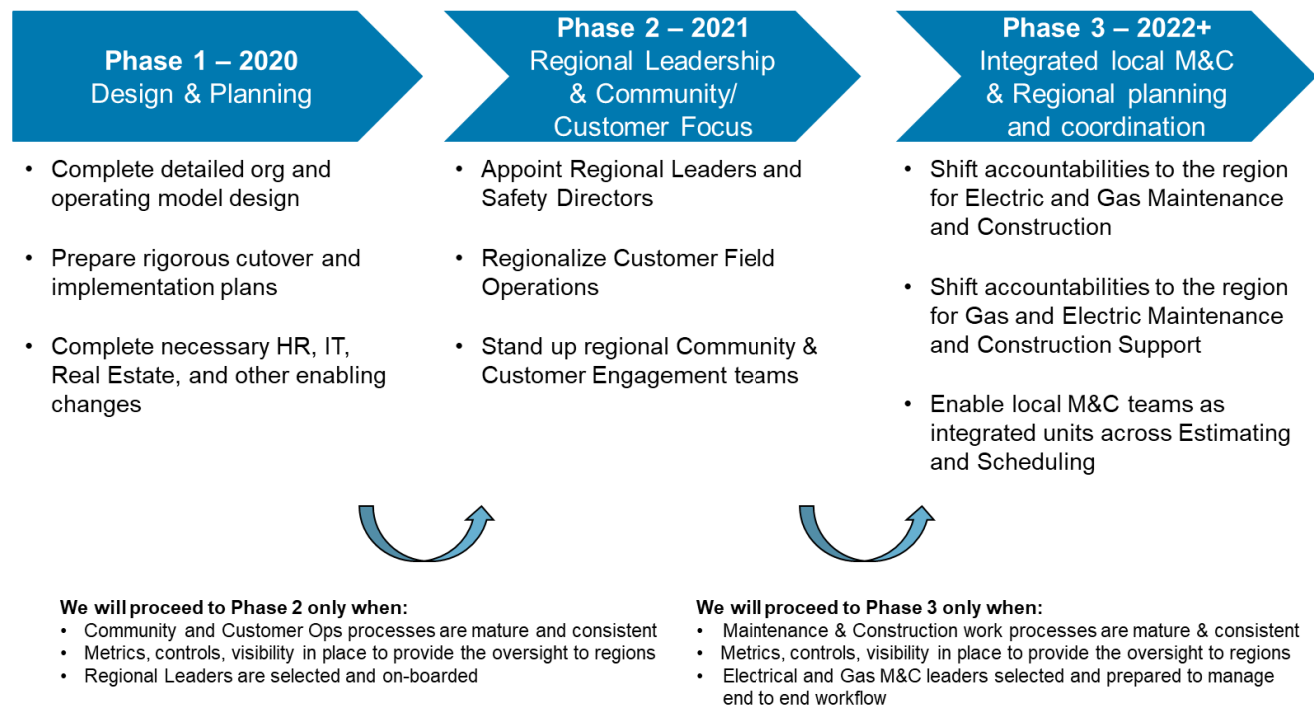 Phase 1 – 2020
Design & Planning
• Complete detailed org and
operating model design
• Prepare rigorous cutover and
implementation plans
• Complete necessary HR, IT,
Real Estate, and other enabling
changes
Phase 2 – 2021
Regional Leadership
& Community/
Customer Focus
• Appoint Regional Leaders and
Safety Directors
• Regionalize Customer Field
Operations
• Stand up regional Community &
Customer Engagement teams
Phase 3 – 2022+
Integrated local M&C
& Regional planning
and coordination
• Shift accountabilities to the region
for Electric and Gas Maintenance
and Construction
• Shift accountabilities to the region
for Gas and Electric Maintenance
and Construction Support
• Enable local M&C teams as
integrated units across Estimating
and Scheduling
We will proceed to Phase 2 only when:
• Community and Customer Ops processes are mature and consistent
• Metrics, controls, visibility in place to provide the oversight to regions
• Regional Leaders are selected and on-boarded
We will proceed to Phase 3 only when:
• Maintenance & Construction work processes are mature & consistent
• Metrics, controls, visibility in place to provide the oversight to regions
• Electrical and Gas M&C leaders selected and prepared to manage
end to end workflow